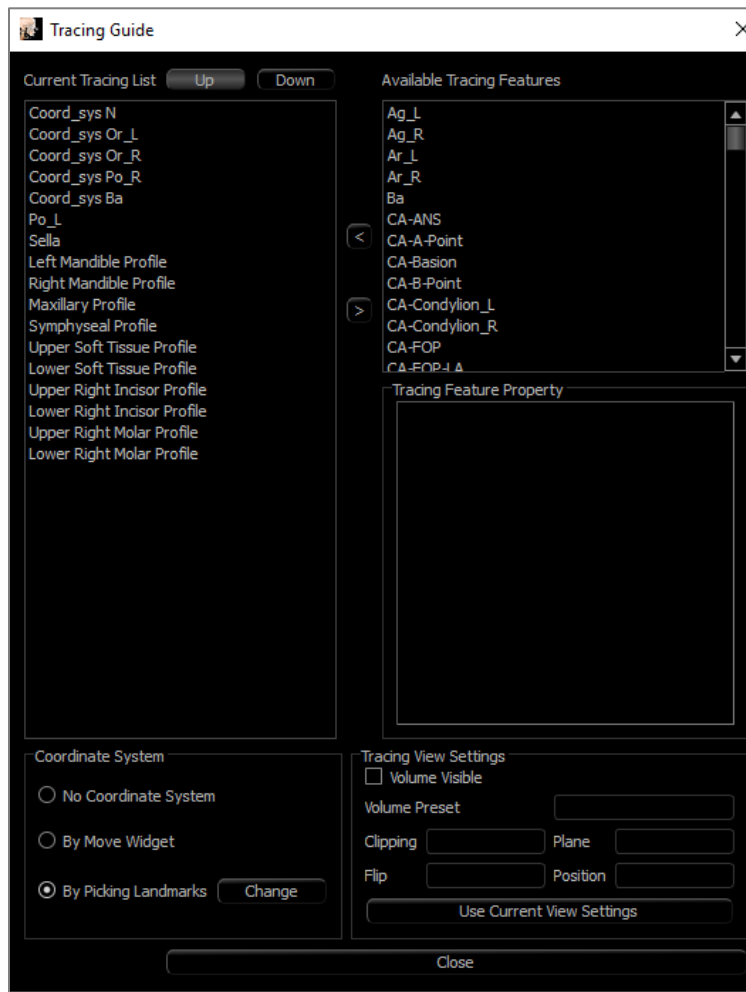 Tracing Guide
Current Tracing List Up Down
Coord_sys N
Coord_sys Or_L
Coord_sys Or_R
Coord_sys Po_R
Coord_sys Ba
Po_L
Sella
Left Mandible Profile
Right Mandible Profile
Maxillary Profile
Symphyseal Profile
Upper Soft Tissue Profile
Lower Soft Tissue Profile
Upper Right Incisor Profile
Lower Right Incisor Profile
Upper Right Molar Profile
Lower Right Molar Profile
<
>
Available Tracing Features
Ag_L
Ag_R
Ar_L
Ar_R
Ba
CA-ANS
CA-A-Point
CA-Basion
CA-B-Point
CA-Condylion_L
CA-Condylion_R
CA-FOP
CA-FOP-LA
Tracing Feature Property
Coordinate System
No Coordinate System
By Move Widget
By Picking Landmarks Change
Tracing View Settings
Volume Visible
Volume Preset
Clipping Plane
Flip Position
Use Current View Settings
Close